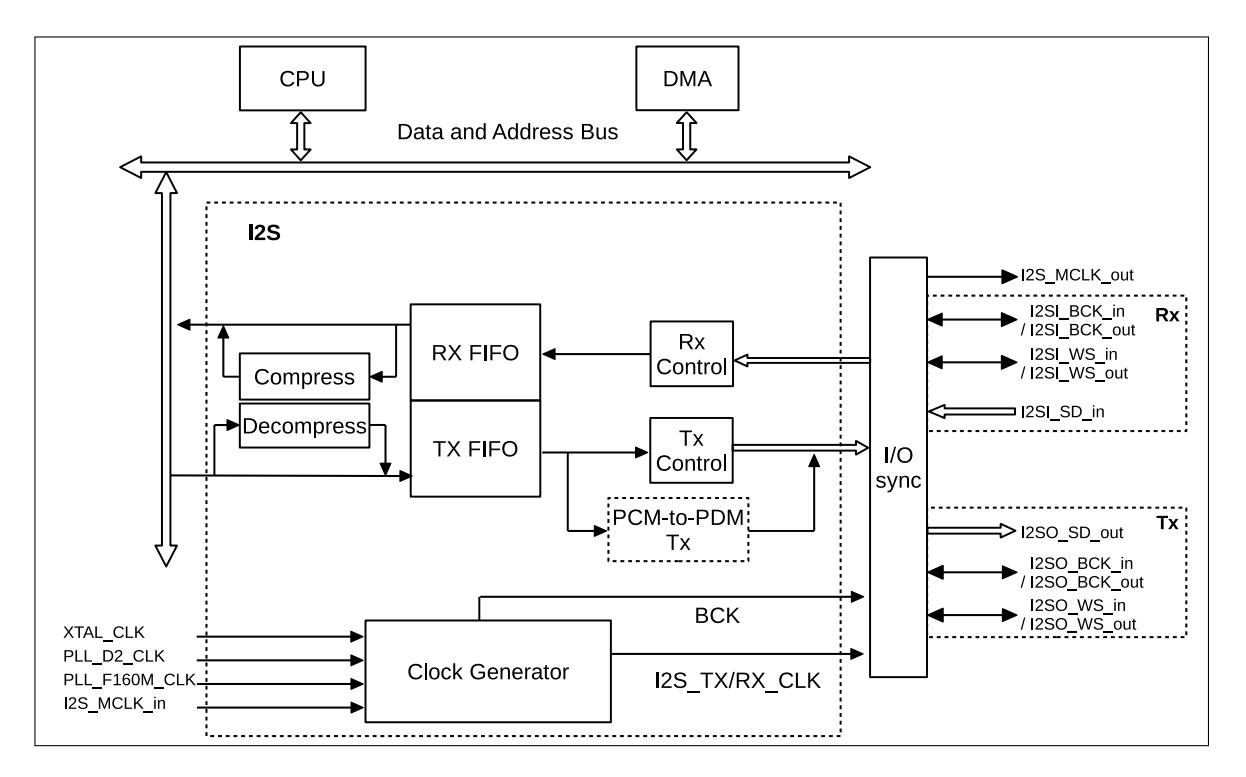 CPU
DMA
Data and Address Bus
I2S
I2S_MCLK_out
Rx
I2SI_BCK_in
/ I2SI_BCK_out
I2SI_WS_in
/ I2SI_WS_out
I2SI_SD_in
RX FIFO
Rx
Control
Compress
Decompress
TX FIFO
Tx
Control
I/O
sync
PCM-to-PDM
Tx
Tx
I2SO_SD_out
I2SO_BCK_in
/ I2SO_BCK_out
I2SO_WS_in
/ I2SO_WS_out
BCK
XTAL_CLK
PLL_D2_CLK
PLL_F160M_CLK
I2S_MCLK_in
Clock Generator
I2S_TX/RX_CLK